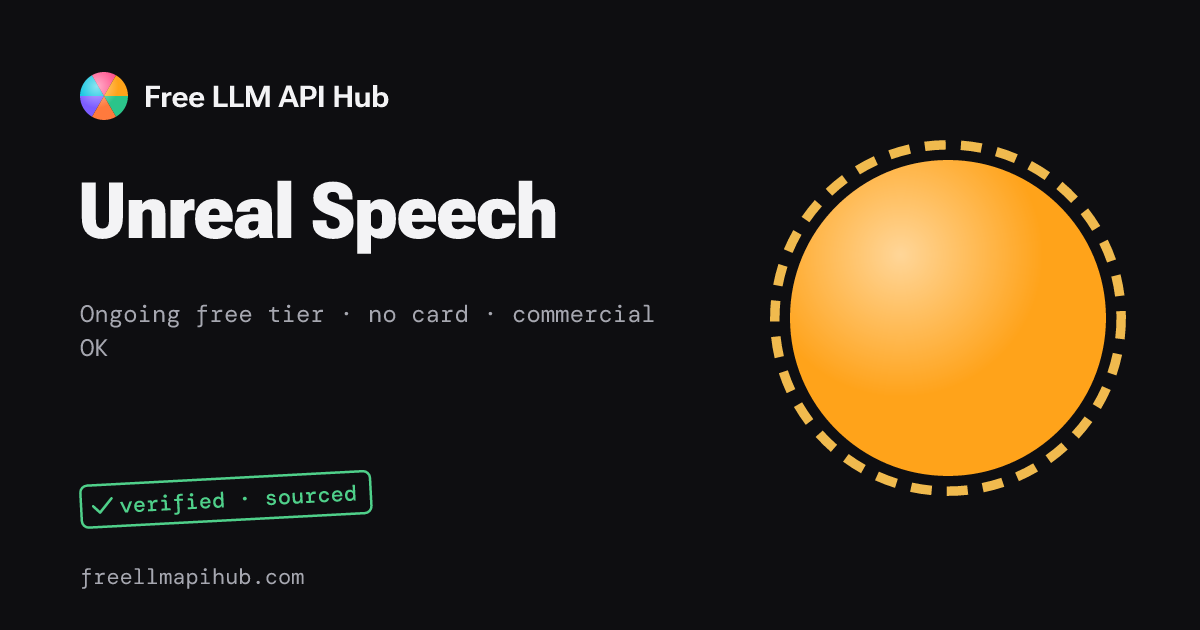 Free LLM API Hub
Unreal Speech
Ongoing free tier · no card · commercial
OK
verified · sourced
freellmapihub.com